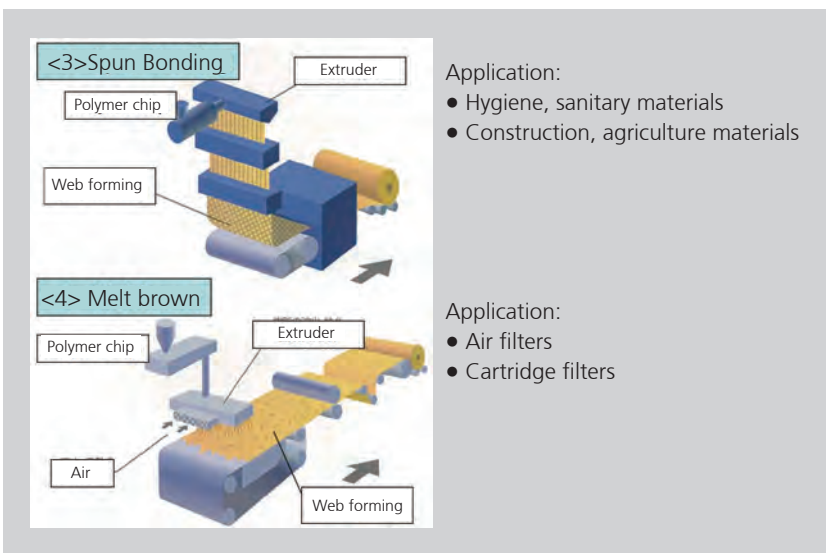 <3>Spun Bonding
Extruder
Polymer chip
Web forming
Application:
● Hygiene, sanitary materials
● Construction, agriculture materials
<4> Melt brown
Extruder
Polymer chip
Air
Web forming
Application:
● Air filters
● Cartridge filters